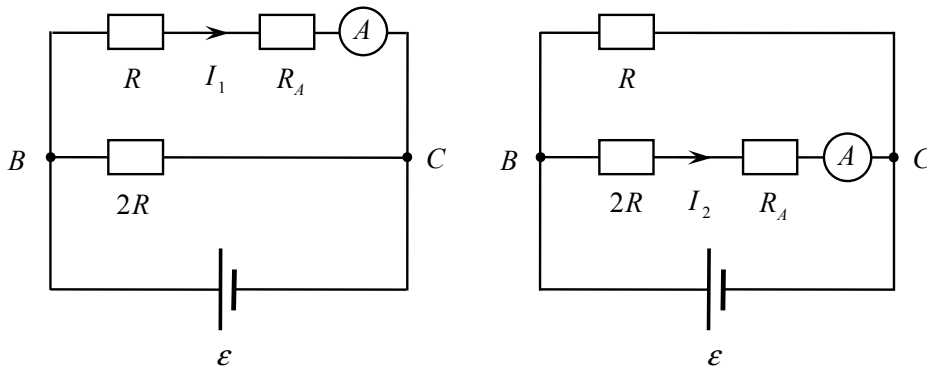 A A
R I₁ R_A R
B C B A C
2R 2R I₂ R_A
ε ε